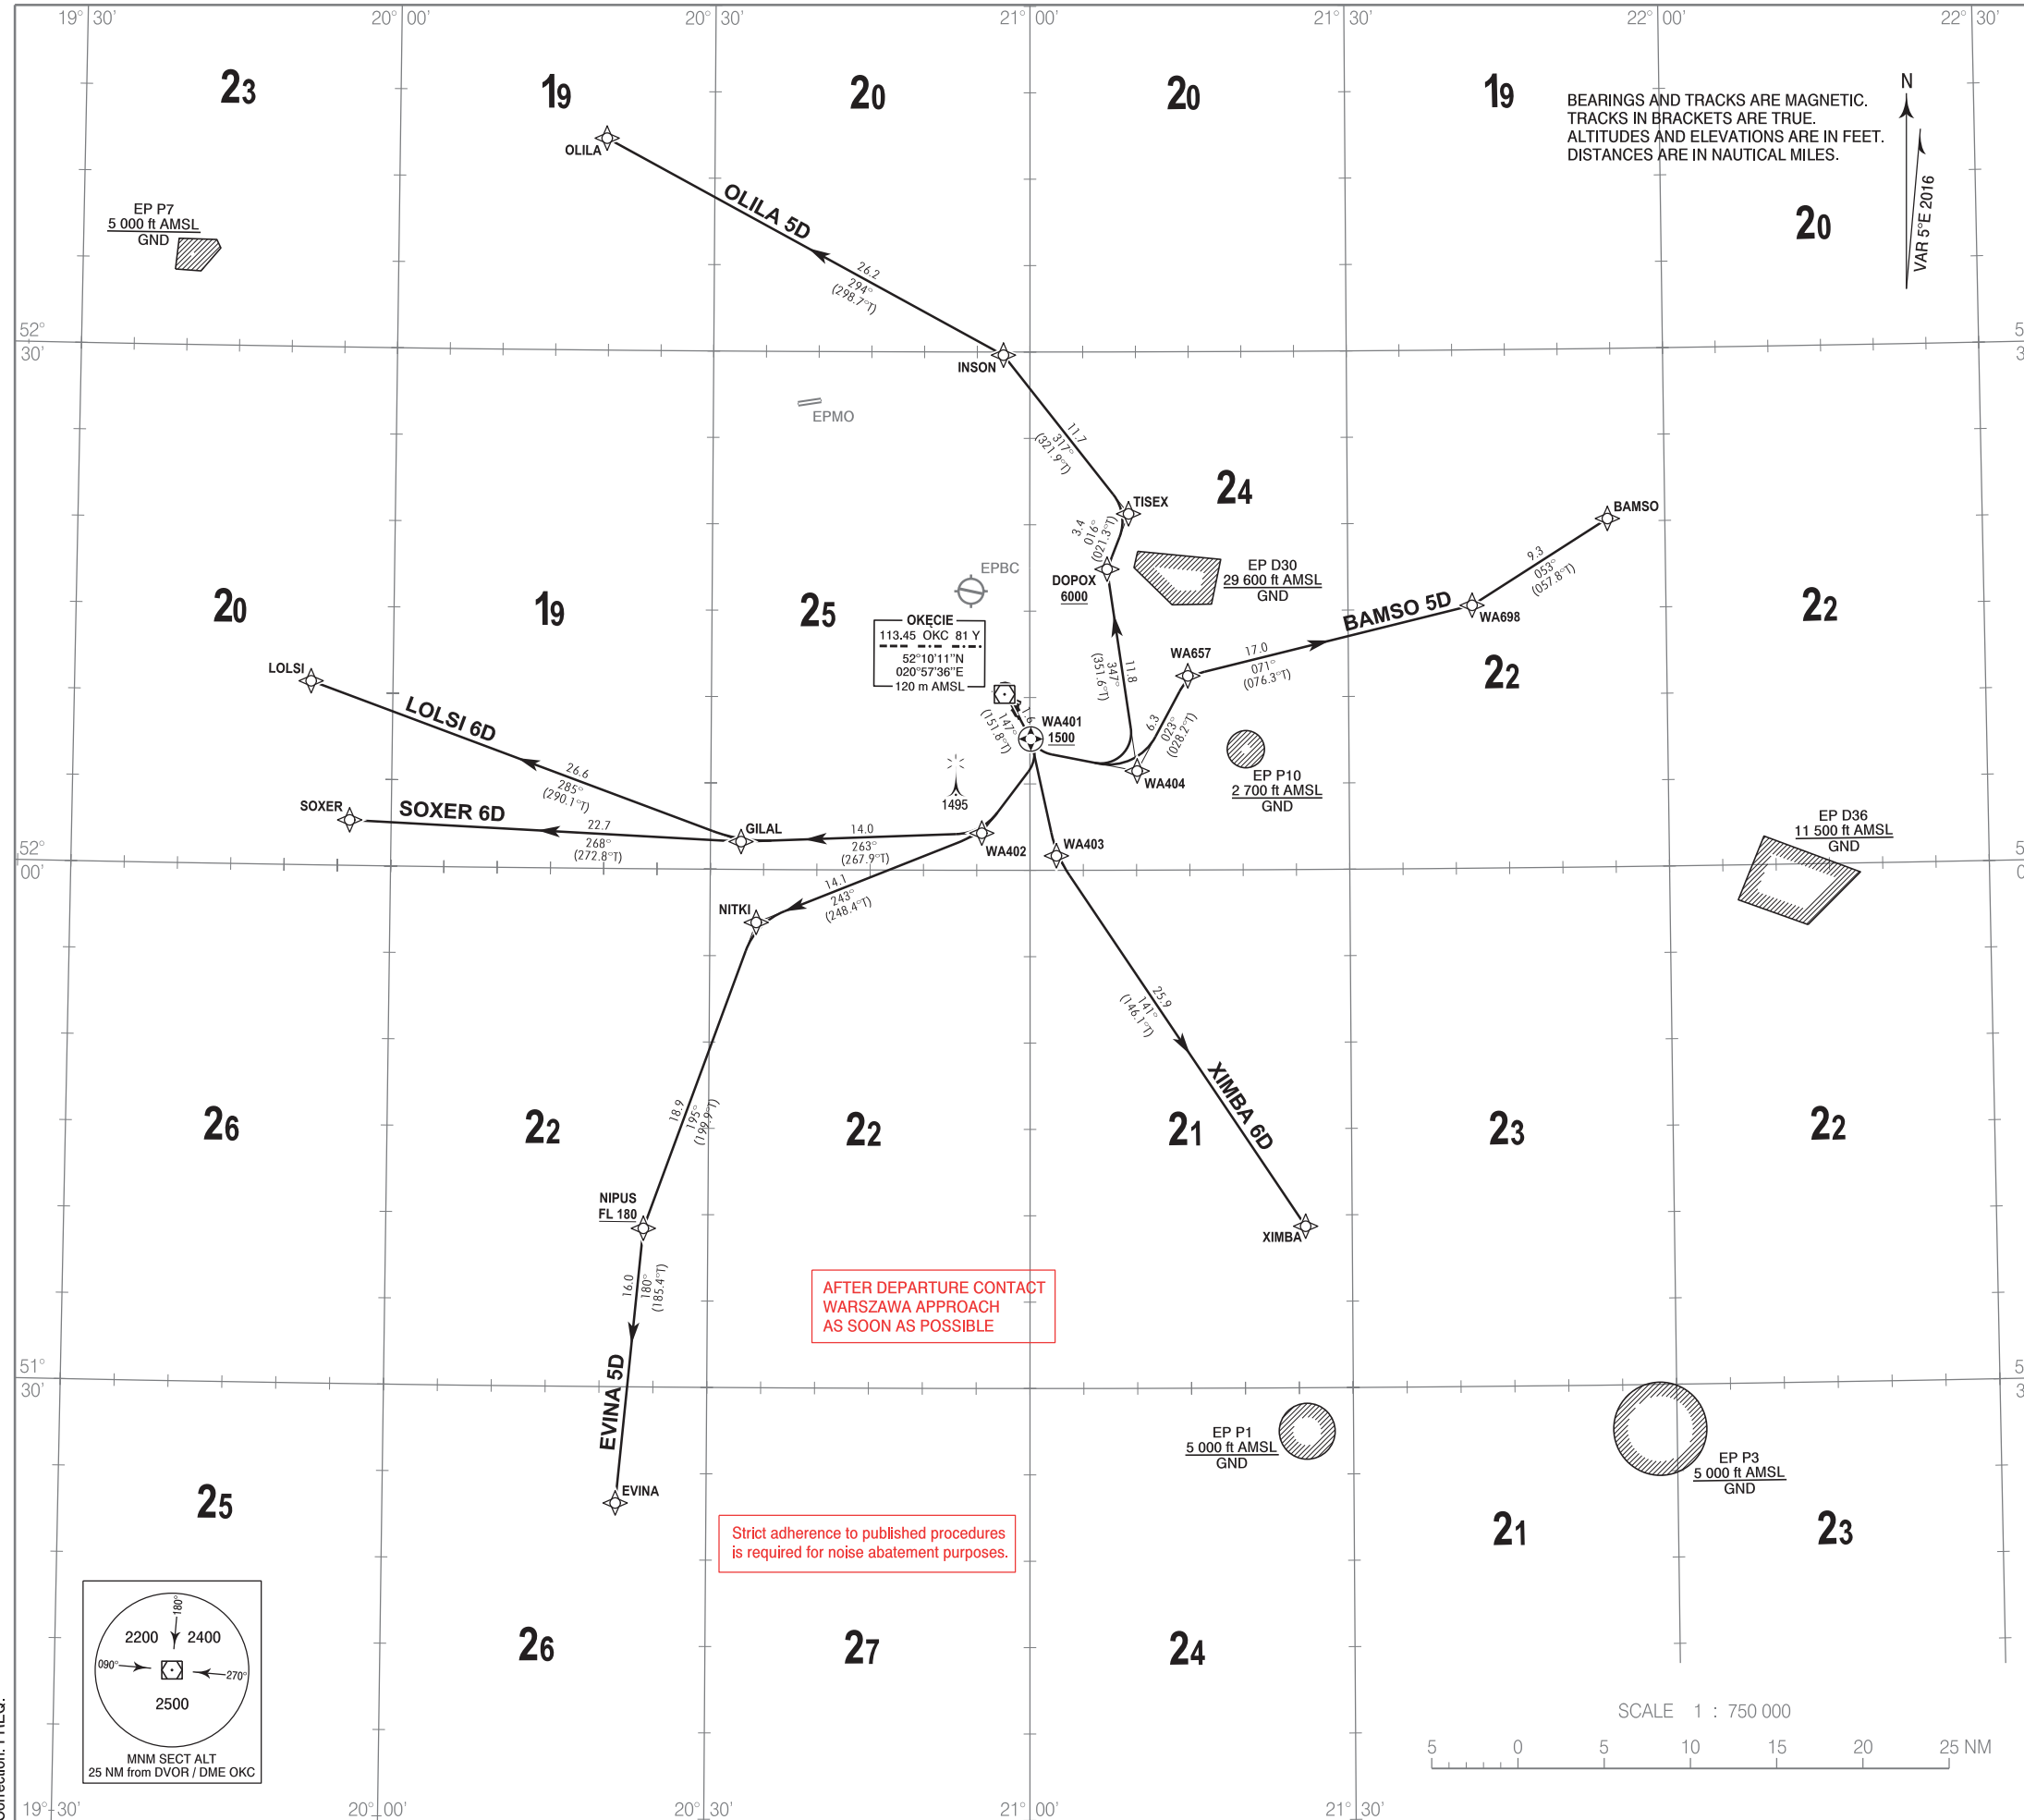 19° 30'
20° 00'
20° 30'
21° 00'
21° 30'
22° 00'
22° 30'
23
19
20
20
19
BEARINGS AND TRACKS ARE MAGNETIC.
TRACKS IN BRACKETS ARE TRUE.
ALTITUDES AND ELEVATIONS ARE IN FEET.
DISTANCES ARE IN NAUTICAL MILES.
N
VAR 5°E 2016
20
OLILA
OLILA 5D
26.2
294°
(298.7°T)
EP P7
5 000 ft AMSL
GND
52°
30'
INSON
EPMO
11.7
317°
(321.9°T)
TISEX
24
BAMSO
3.4
016°
(021.3°T)
DOPOX
6000
EP D30
29 600 ft AMSL
GND
9.3
053°
(057.8°T)
20
19
25
EPBC
22
OKĘCIE
113.45 OKC 81 Y
52°10'11"N
020°57'36"E
120 m AMSL
BAMSO 5D
WA698
WA657
17.0
071°
(076.3°T)
22
LOLSI
LOLSI 6D
26.6
285°
(290.1°T)
11.8
347°
(351.6°T)
6.3
023°
(028.2°T)
1.6
147°
(151.8°T)
WA401
1500
WA404
EP P10
2 700 ft AMSL
GND
1495
SOXER
SOXER 6D
22.7
268°
(272.8°T)
GILAL
14.0
263°
(267.9°T)
WA402
WA403
EP D36
11 500 ft AMSL
GND
52°
00'
14.1
243°
(248.4°T)
NITKI
25.9
141°
(146.1°T)
XIMBA 6D
18.9
195°
(199.9°T)
26
22
22
21
23
22
NIPUS
FL 180
XIMBA
16.0
180°
(185.4°T)
AFTER DEPARTURE CONTACT
WARSZAWA APPROACH
AS SOON AS POSSIBLE
51°
30'
EVINA 5D
EVINA
EP P1
5 000 ft AMSL
GND
EP P3
5 000 ft AMSL
GND
25
21
23
Strict adherence to published procedures
is required for noise abatement purposes.
26
27
24
180°
2200
2400
090°
270°
2500
MNM SECT ALT
25 NM from DVOR / DME OKC
SCALE 1 : 750 000
5
0
5
10
15
20
25 NM
19° 30'
20° 00'
20° 30'
21° 00'
21° 30'